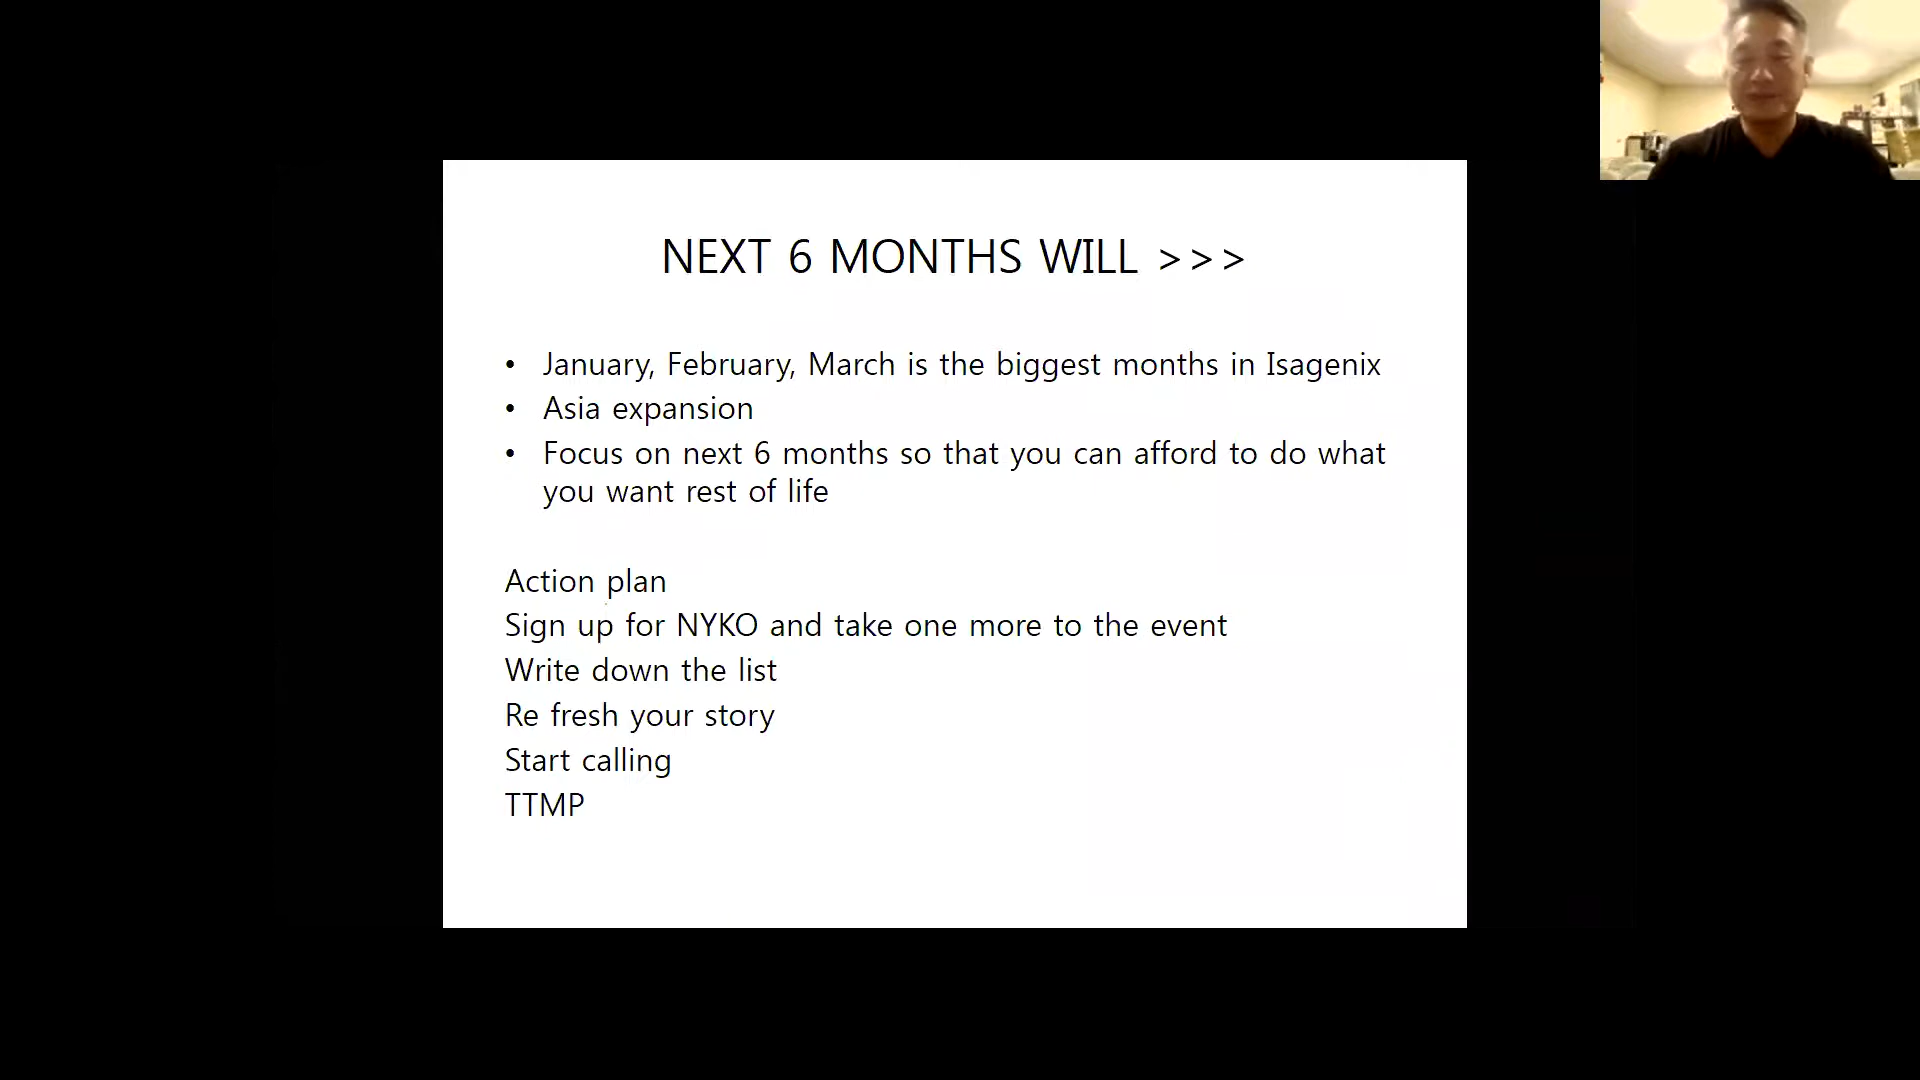 NEXT 6 MONTHS WILL >>>
• January, February, March is the biggest months in Isagenix
• Asia expansion
• Focus on next 6 months so that you can afford to do what
you want rest of life
Action plan
Sign up for NYKO and take one more to the event
Write down the list
Re fresh your story
Start calling
TTMP